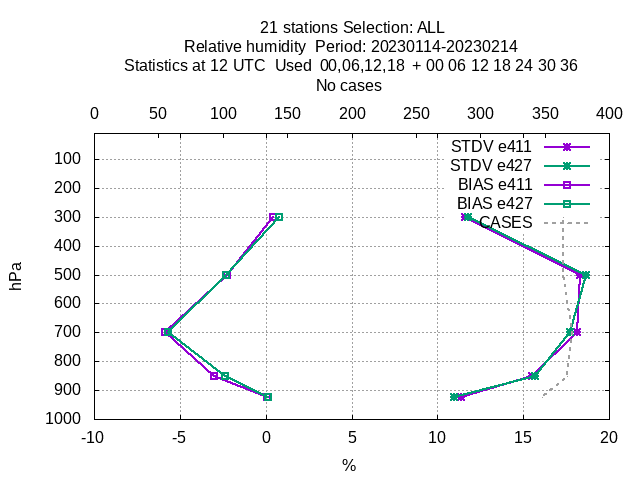 21 stations Selection: ALL
Relative humidity  Period: 20230114-20230214
Statistics at 12 UTC  Used  00,06,12,18  + 00 06 12 18 24 30 36
No cases
0 50 100 150 200 250 300 350 400
STDV e411
STDV e427
BIAS e411
BIAS e427
CASES
100
200
300
400
500
600
700
800
900
1000
hPa
-10 -5 0 5 10 15 20
%